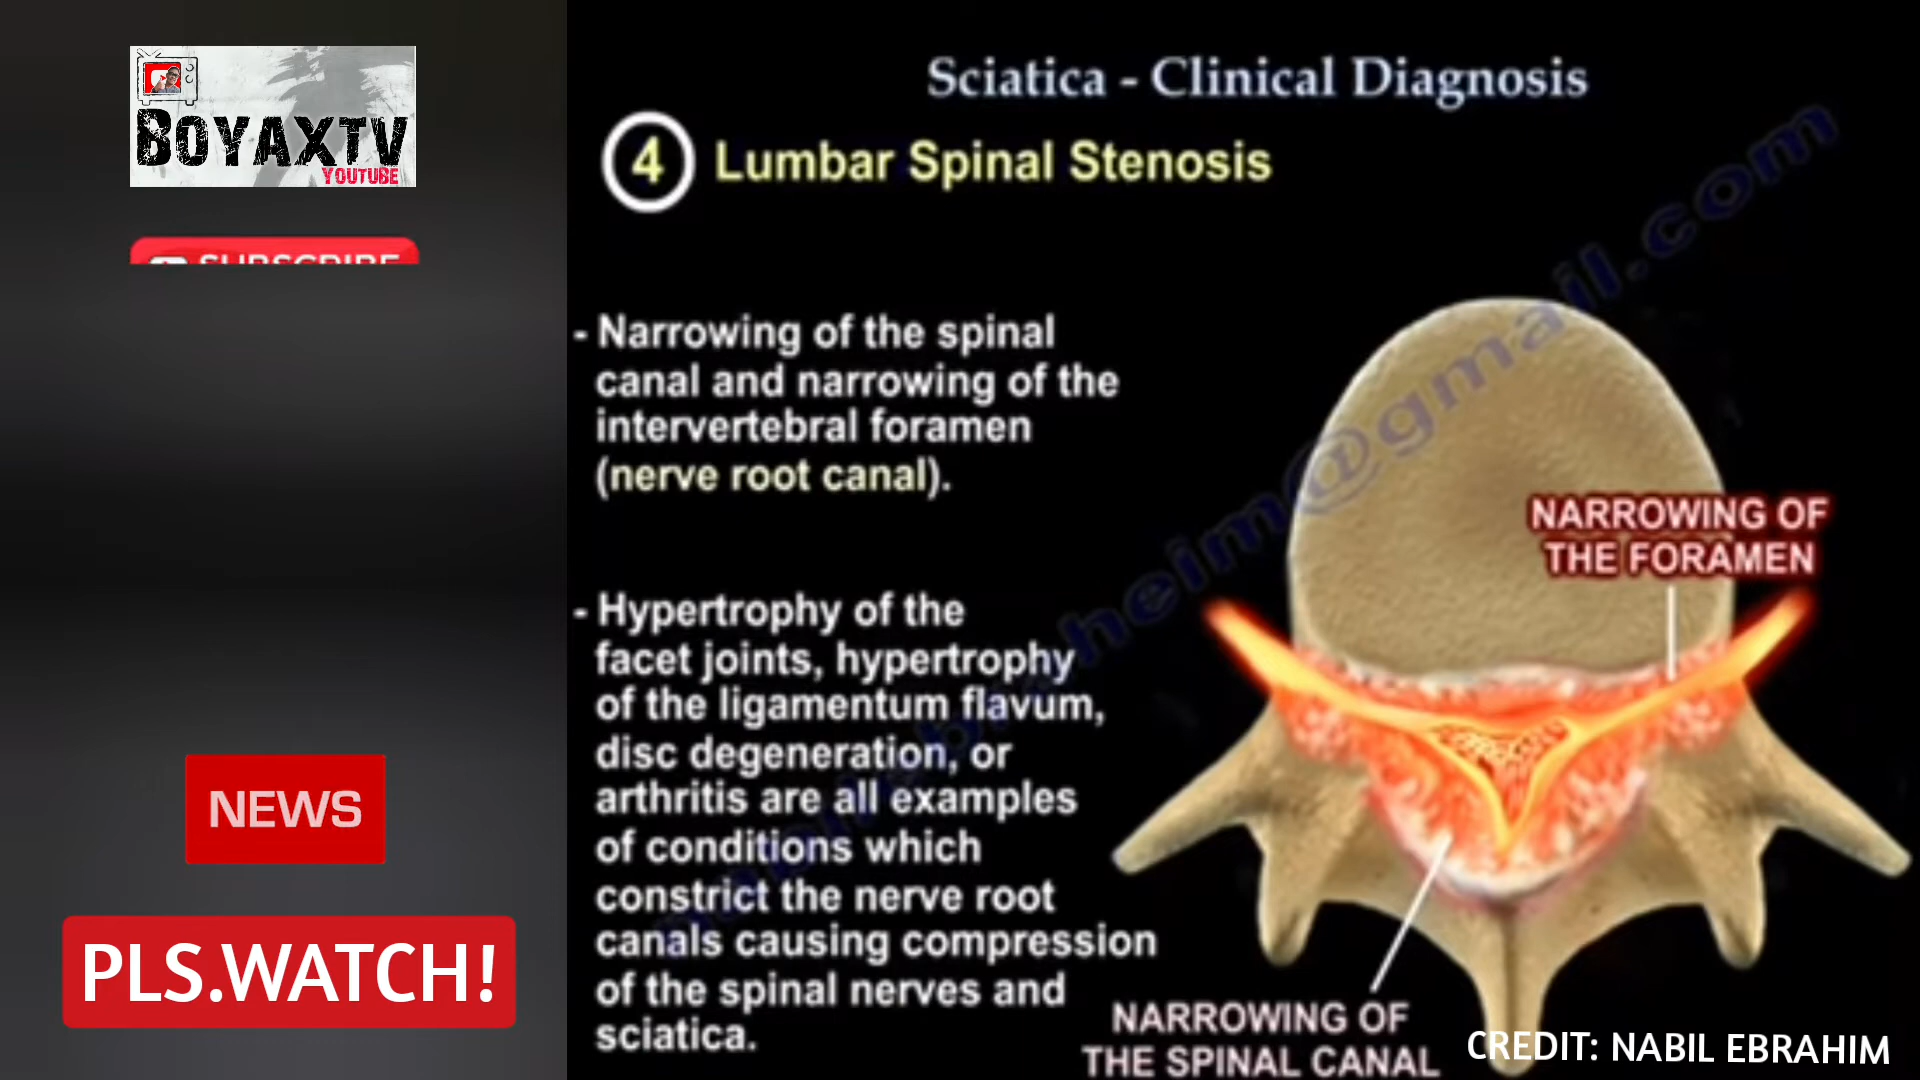 BOYAXTV
YOUTUBE
SUBSCRIBE
NEWS
PLS.WATCH!
Sciatica - Clinical Diagnosis
4 Lumbar Spinal Stenosis
- Narrowing of the spinal
canal and narrowing of the
intervertebral foramen
(nerve root canal).
- Hypertrophy of the
facet joints, hypertrophy
of the ligamentum flavum,
disc degeneration, or
arthritis are all examples
of conditions which
constrict the nerve root
canals causing compression
of the spinal nerves and
sciatica.
NARROWING OF
THE FORAMEN
NARROWING OF
THE SPINAL CANAL
CREDIT: NABIL EBRAHIM